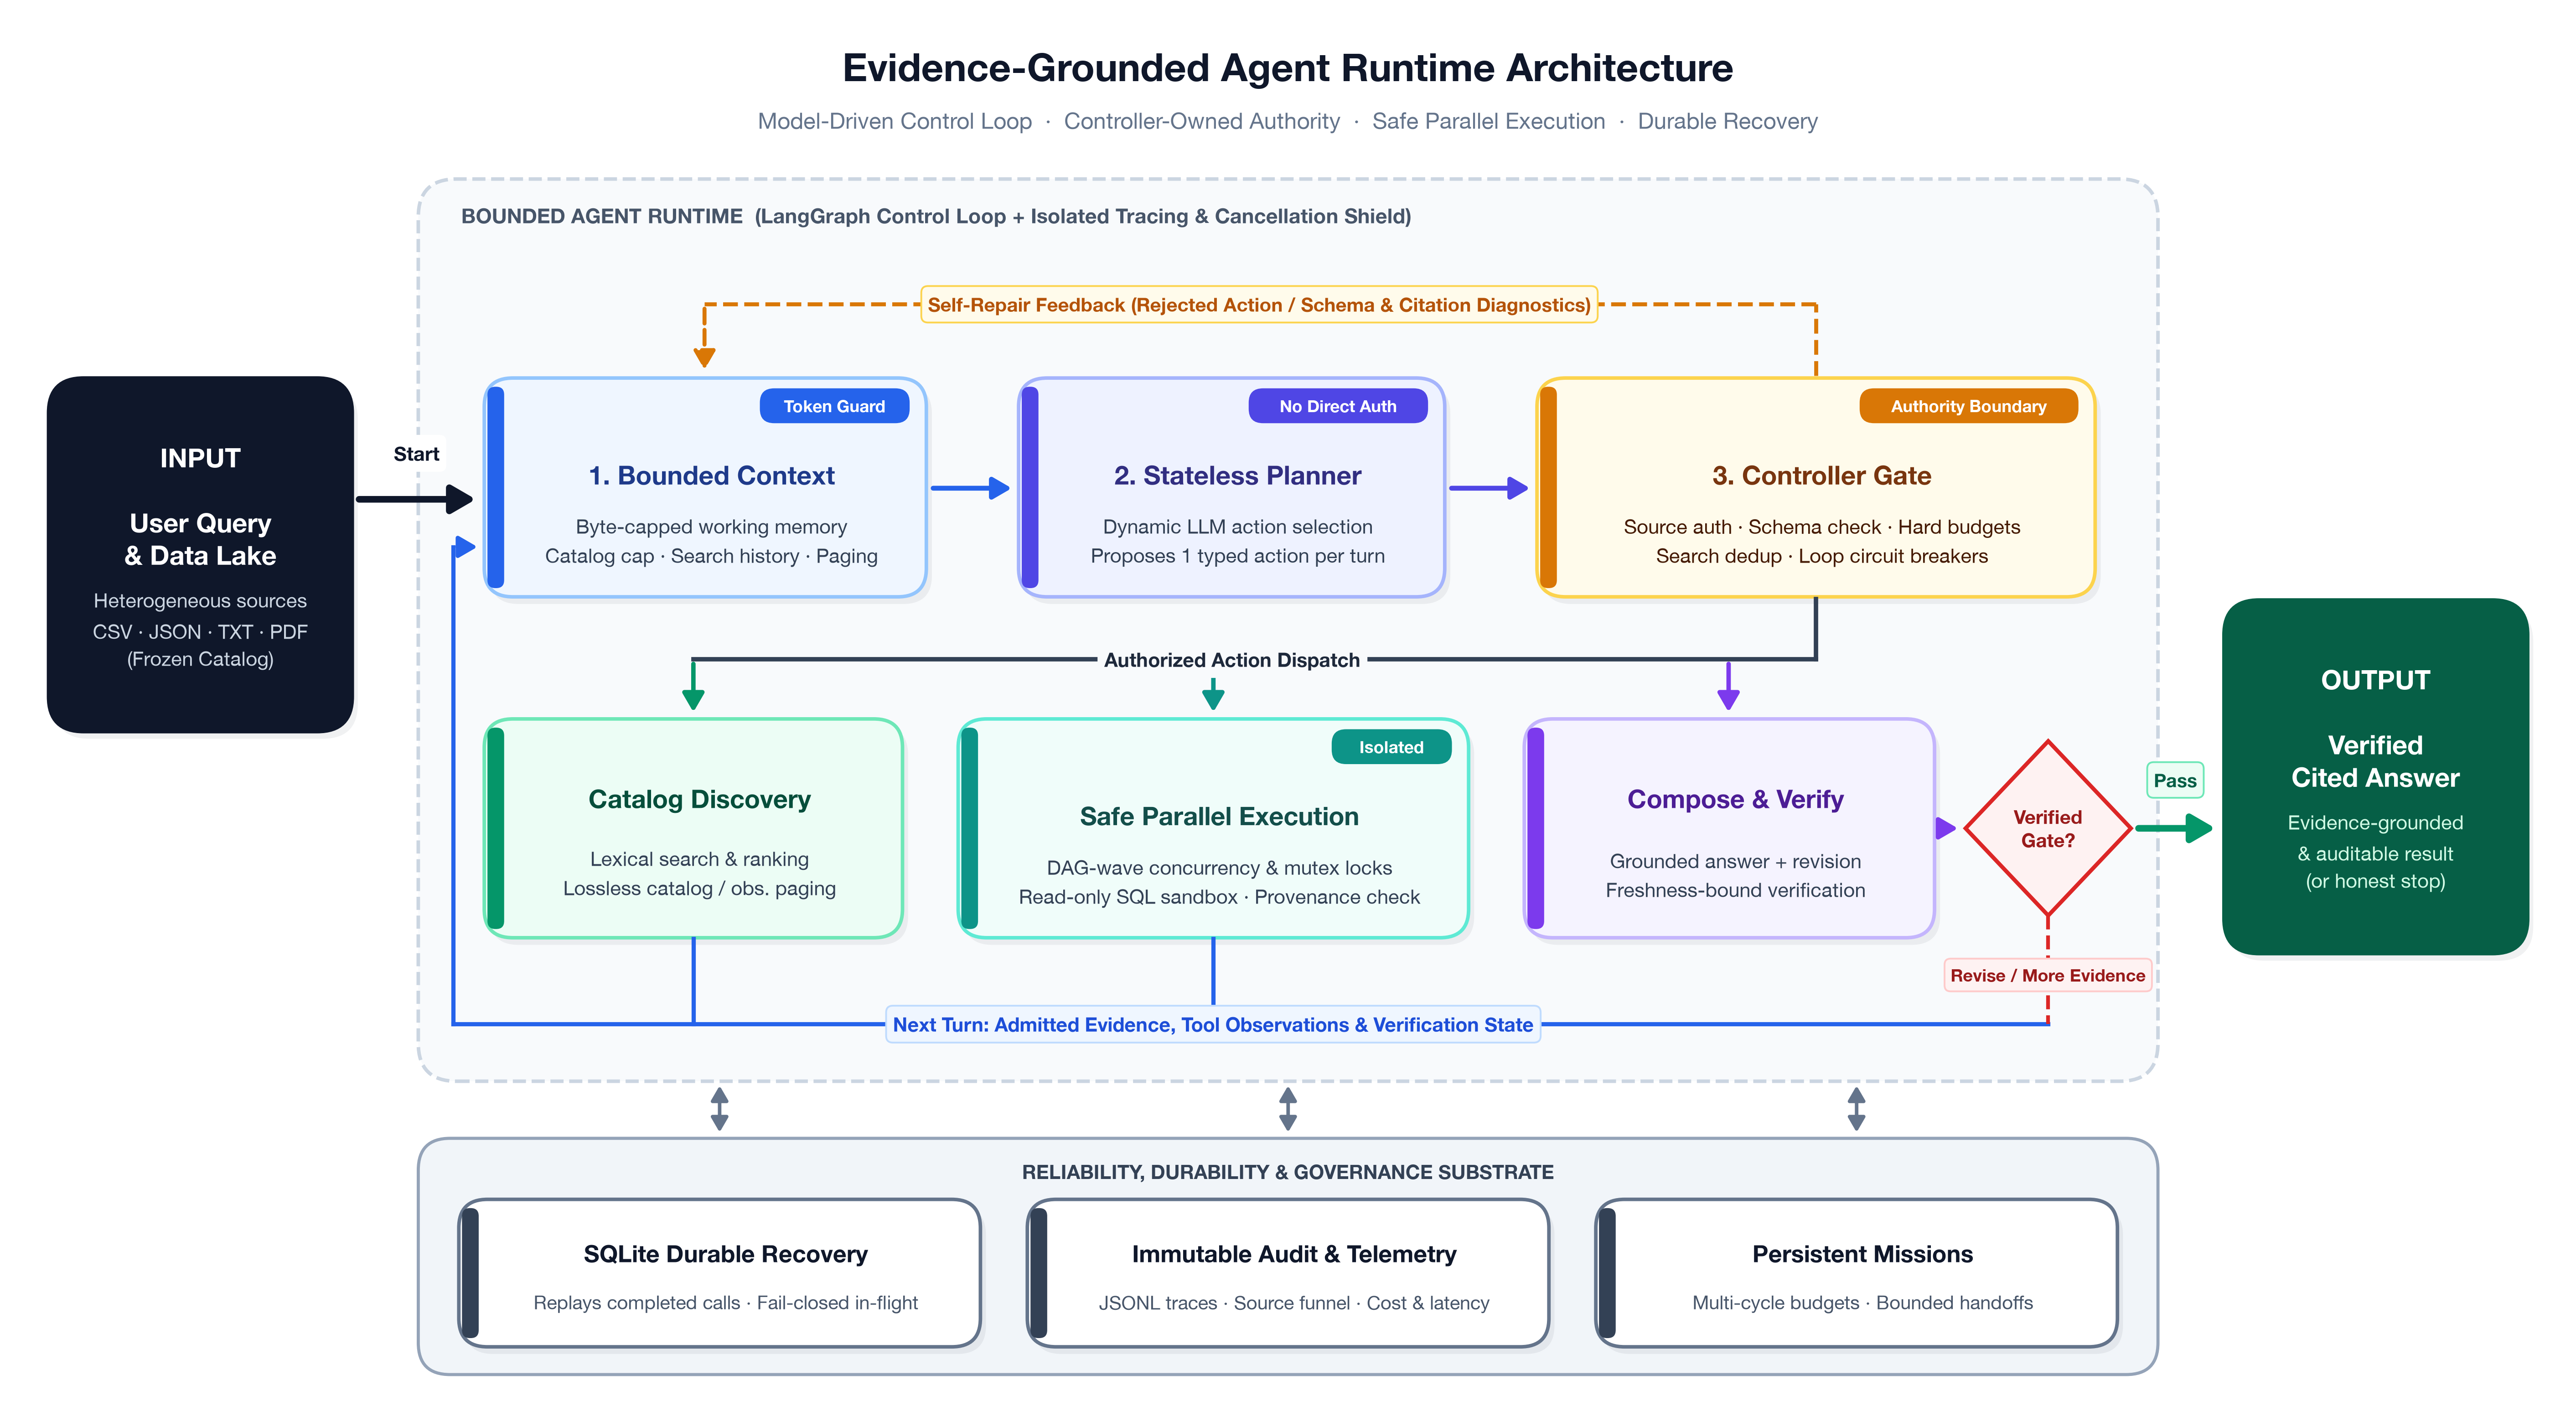 Evidence-Grounded Agent Runtime Architecture
Model-Driven Control Loop · Controller-Owned Authority · Safe Parallel Execution · Durable Recovery
BOUNDED AGENT RUNTIME (LangGraph Control Loop + Isolated Tracing & Cancellation Shield)
Self-Repair Feedback (Rejected Action / Schema & Citation Diagnostics)
INPUT
User Query
& Data Lake
Heterogeneous sources
CSV · JSON · TXT · PDF
(Frozen Catalog)
Start
Token Guard
1. Bounded Context
Byte-capped working memory
Catalog cap · Search history · Paging
No Direct Auth
2. Stateless Planner
Dynamic LLM action selection
Proposes 1 typed action per turn
Authority Boundary
3. Controller Gate
Source auth · Schema check · Hard budgets
Search dedup · Loop circuit breakers
Authorized Action Dispatch
Catalog Discovery
Lexical search & ranking
Lossless catalog / obs. paging
Isolated
Safe Parallel Execution
DAG-wave concurrency & mutex locks
Read-only SQL sandbox · Provenance check
Compose & Verify
Grounded answer + revision
Freshness-bound verification
Verified
Gate?
Pass
OUTPUT
Verified
Cited Answer
Evidence-grounded
& auditable result
(or honest stop)
Revise / More Evidence
Next Turn: Admitted Evidence, Tool Observations & Verification State
RELIABILITY, DURABILITY & GOVERNANCE SUBSTRATE
SQLite Durable Recovery
Replays completed calls · Fail-closed in-flight
Immutable Audit & Telemetry
JSONL traces · Source funnel · Cost & latency
Persistent Missions
Multi-cycle budgets · Bounded handoffs